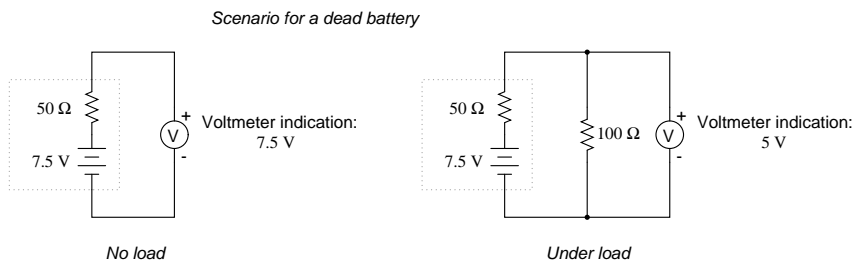 Scenario for a dead battery
50 Ω
7.5 V
V
+
-
Voltmeter indication:
7.5 V
No load
50 Ω
7.5 V
100 Ω
V
+
-
Voltmeter indication:
5 V
Under load